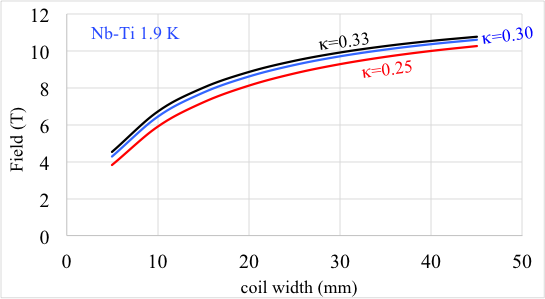 12
Nb-Ti 1.9 K
κ=0.33
κ=0.30
10
κ=0.25
8
6
Field (T)
4
2
0
0 10 20 30 40 50
coil width (mm)